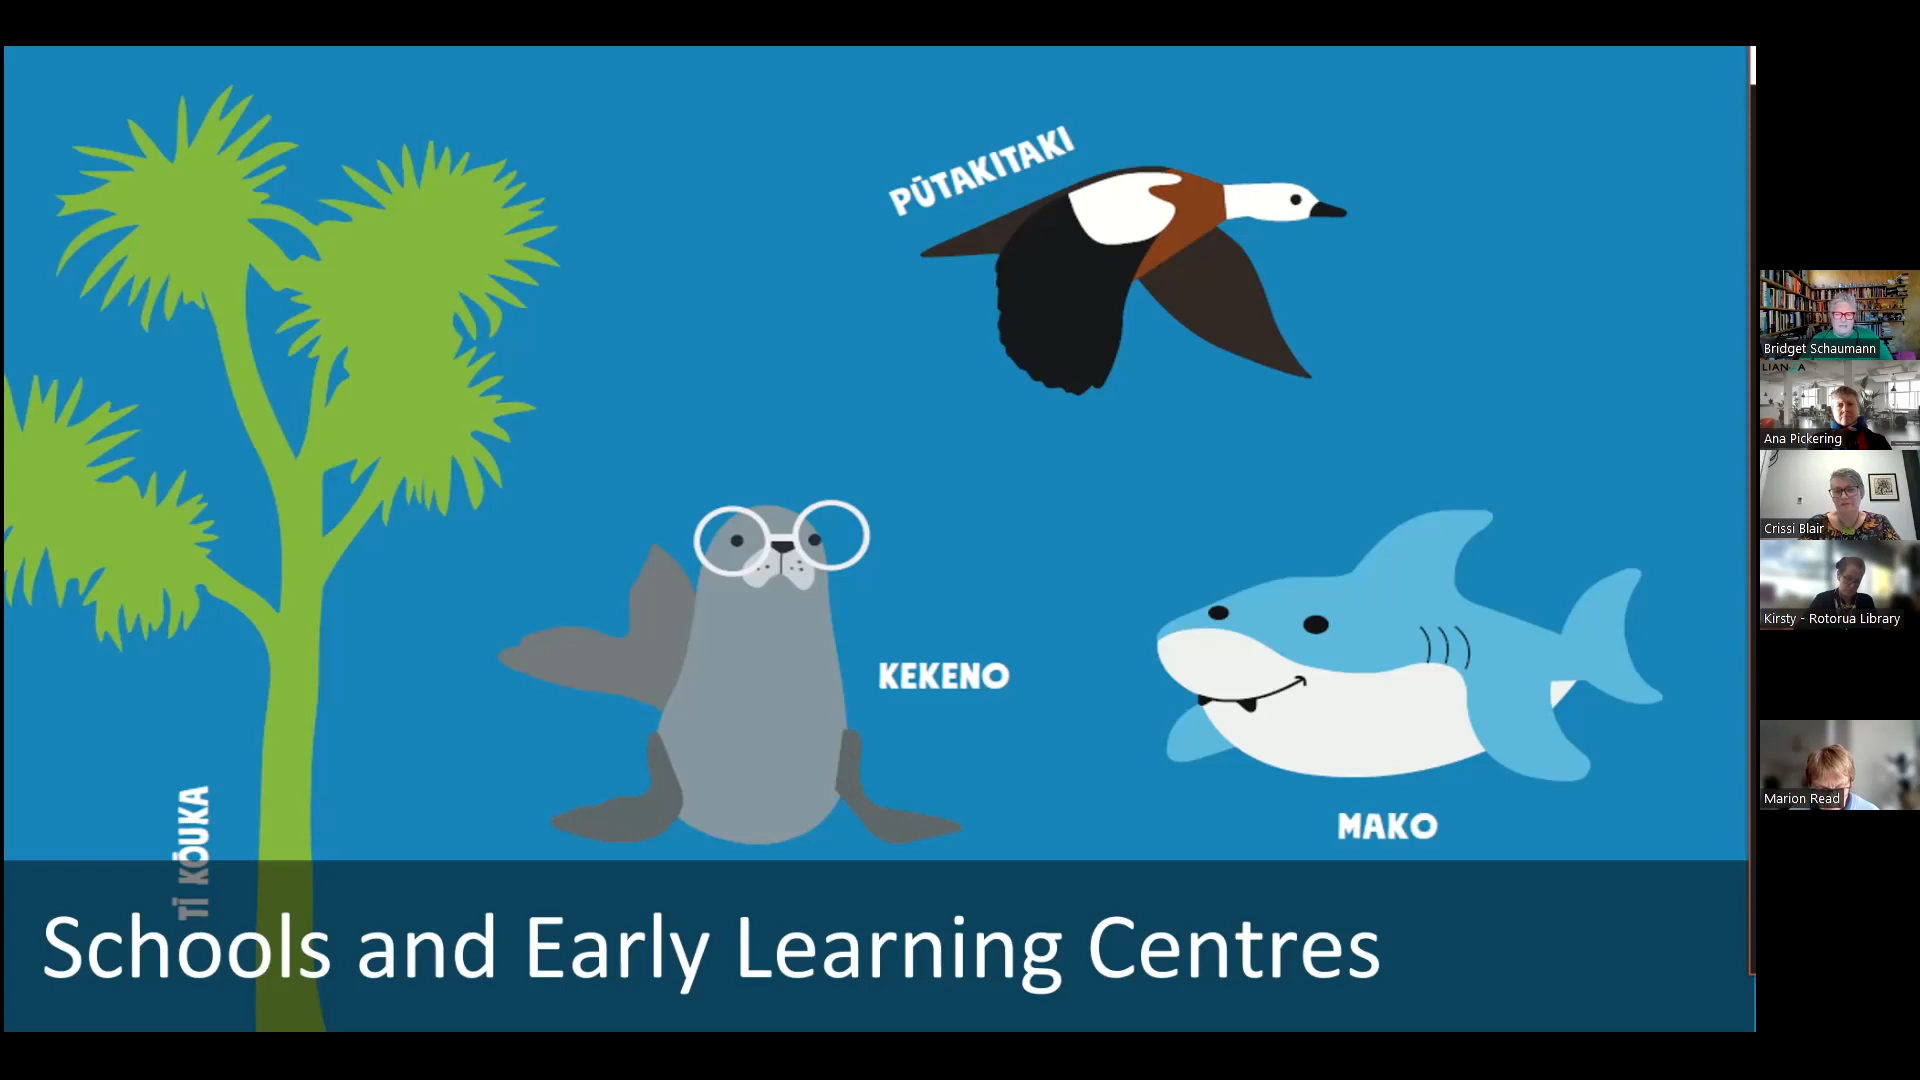 PŪTAKITAKI
KEKENO
MAKO
TĪ KŌUKA
Schools and Early Learning Centres
Bridget Schaumann
Ana Pickering
Crissi Blair
Kirsty - Rotorua Library
Marion Read